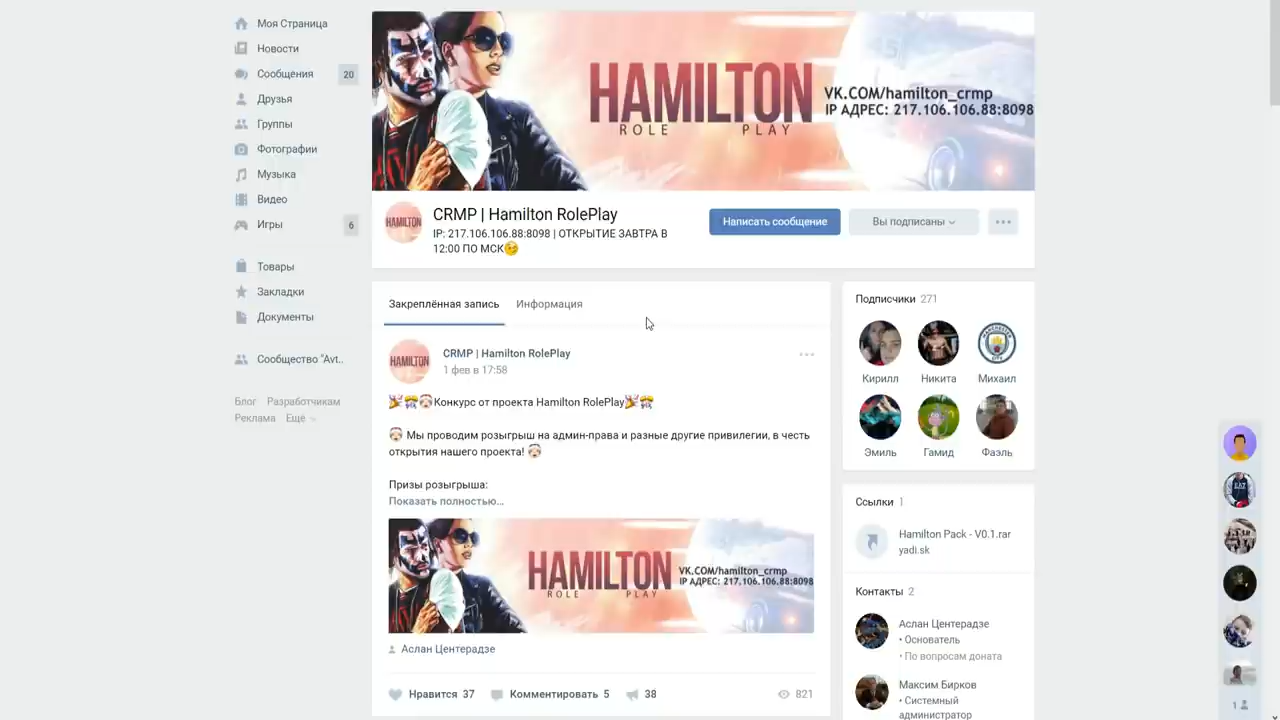 Моя Страница
Новости
Сообщения 20
Друзья
Группы
Фотографии
Музыка
Видео
Игры 6
Товары
Закладки
Документы
Сообщество "Avt..
Блог Разработчикам
Реклама Ещё
HAMILTON
ROLE PLAY
VK.COM/hamilton_crmp
IP АДРЕС: 217.106.106.88:8098
HAMILTON
CRMP | Hamilton RolePlay
IP: 217.106.106.88:8098 | ОТКРЫТИЕ ЗАВТРА В
12:00 ПО МСК
Написать сообщение
Вы подписаны
Закреплённая запись Информация
HAMILTON
CRMP | Hamilton RolePlay
1 фев в 17:58
Конкурс от проекта Hamilton RolePlay
Мы проводим розыгрыш на админ-права и разные другие привилегии, в честь
открытия нашего проекта!
Призы розыгрыша:
Показать полностью…
HAMILTON
ROLE PLAY
VK.COM/hamilton_crmp
IP АДРЕС: 217.106.106.88:8098
Аслан Центерадзе
Нравится 37 Комментировать 5 38 821
Подписчики 271
MANCHESTER
CITY
Кирилл Никита Михаил
Эмиль Гамид Фаэль
Ссылки 1
Hamilton Pack - V0.1.rar
yadi.sk
Контакты 2
Аслан Центерадзе
• Основатель
• По вопросам доната
Максим Бирков
• Системный
администратор
EAT
1